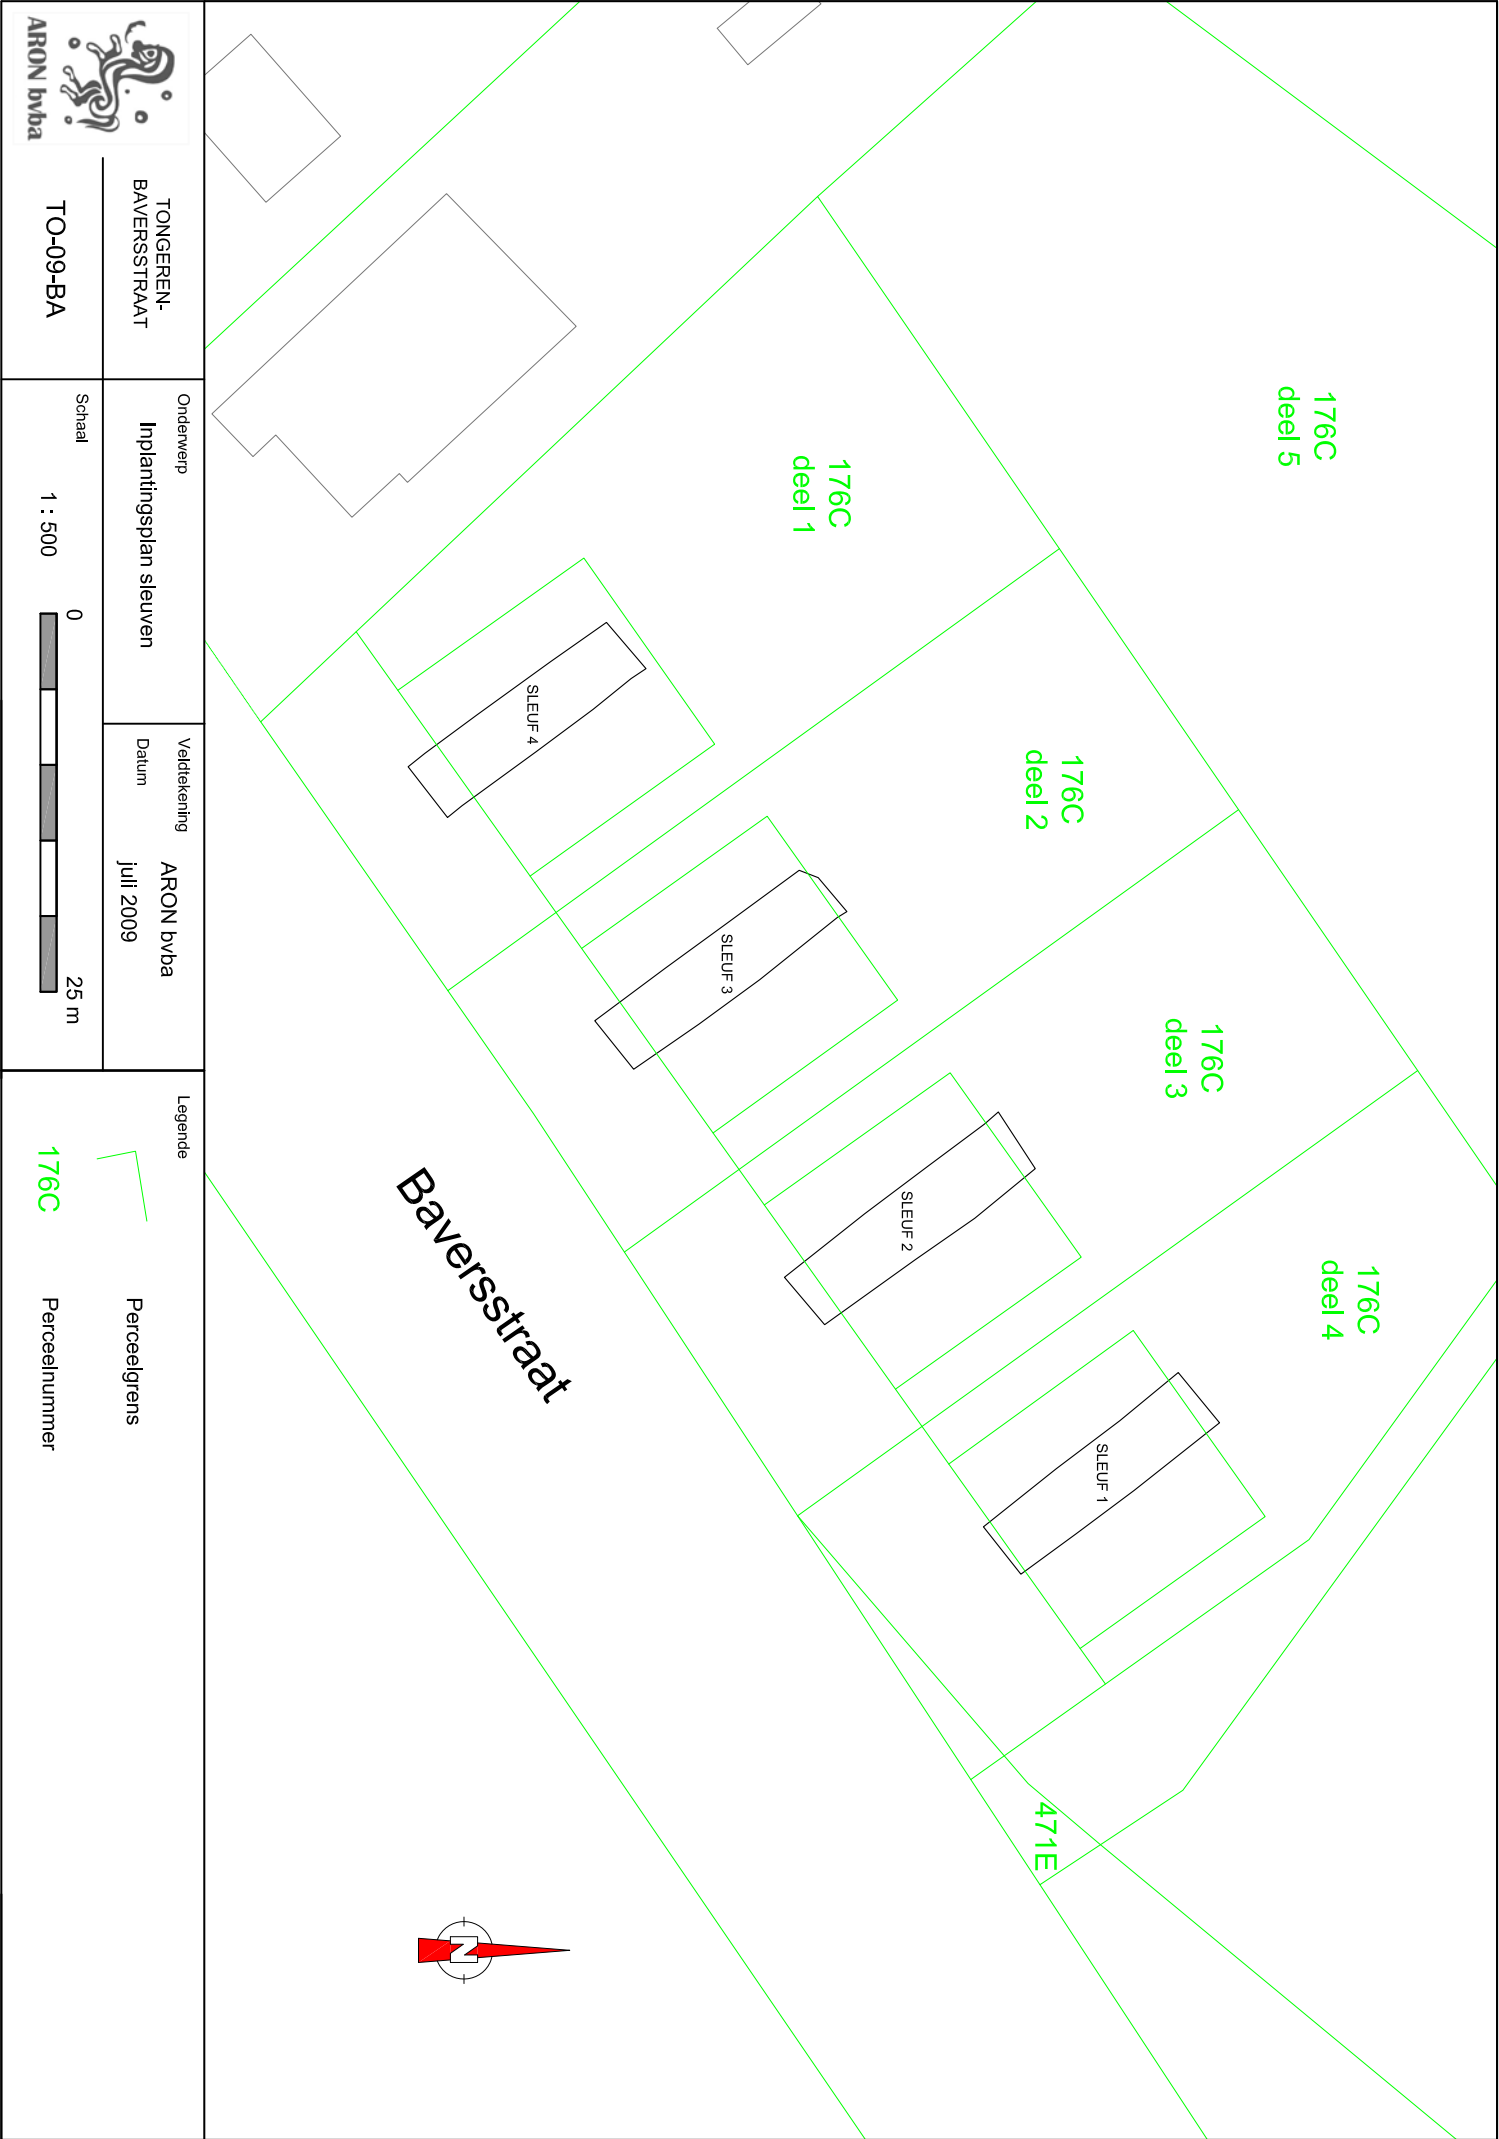 176C
deel 5
176C
deel 1
176C
deel 2
176C
deel 3
176C
deel 4
SLEUF 4
SLEUF 3
SLEUF 2
SLEUF 1
471E
Baversstraat
N
ARON bvba
TONGEREN-
BAVERSSTRAAT
TO-09-BA
Onderwerp
Inplantingsplan sleuven
Schaal
1 : 500
0
25 m
Veldtekening
ARON bvba
Datum
juli 2009
Legende
Perceelgrens
176C
Perceelnummer